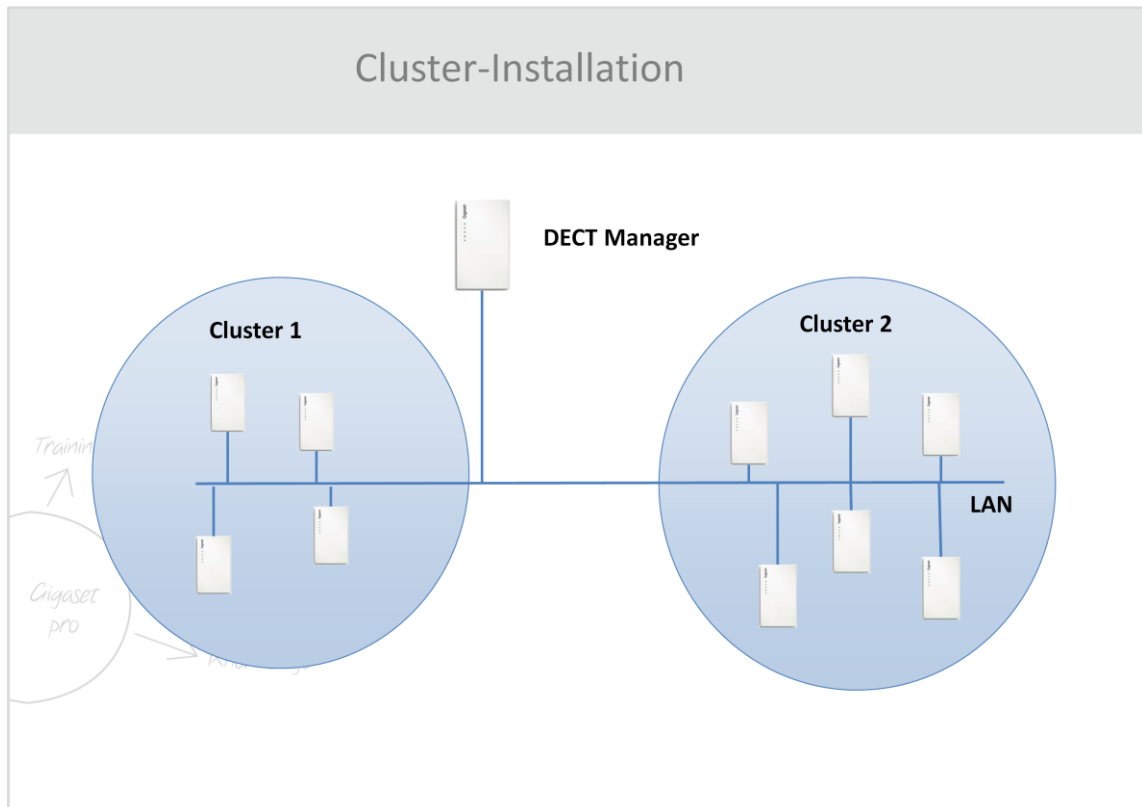 Cluster-Installation
DECT Manager
Cluster 1
Cluster 2
LAN
Gigaset
pro